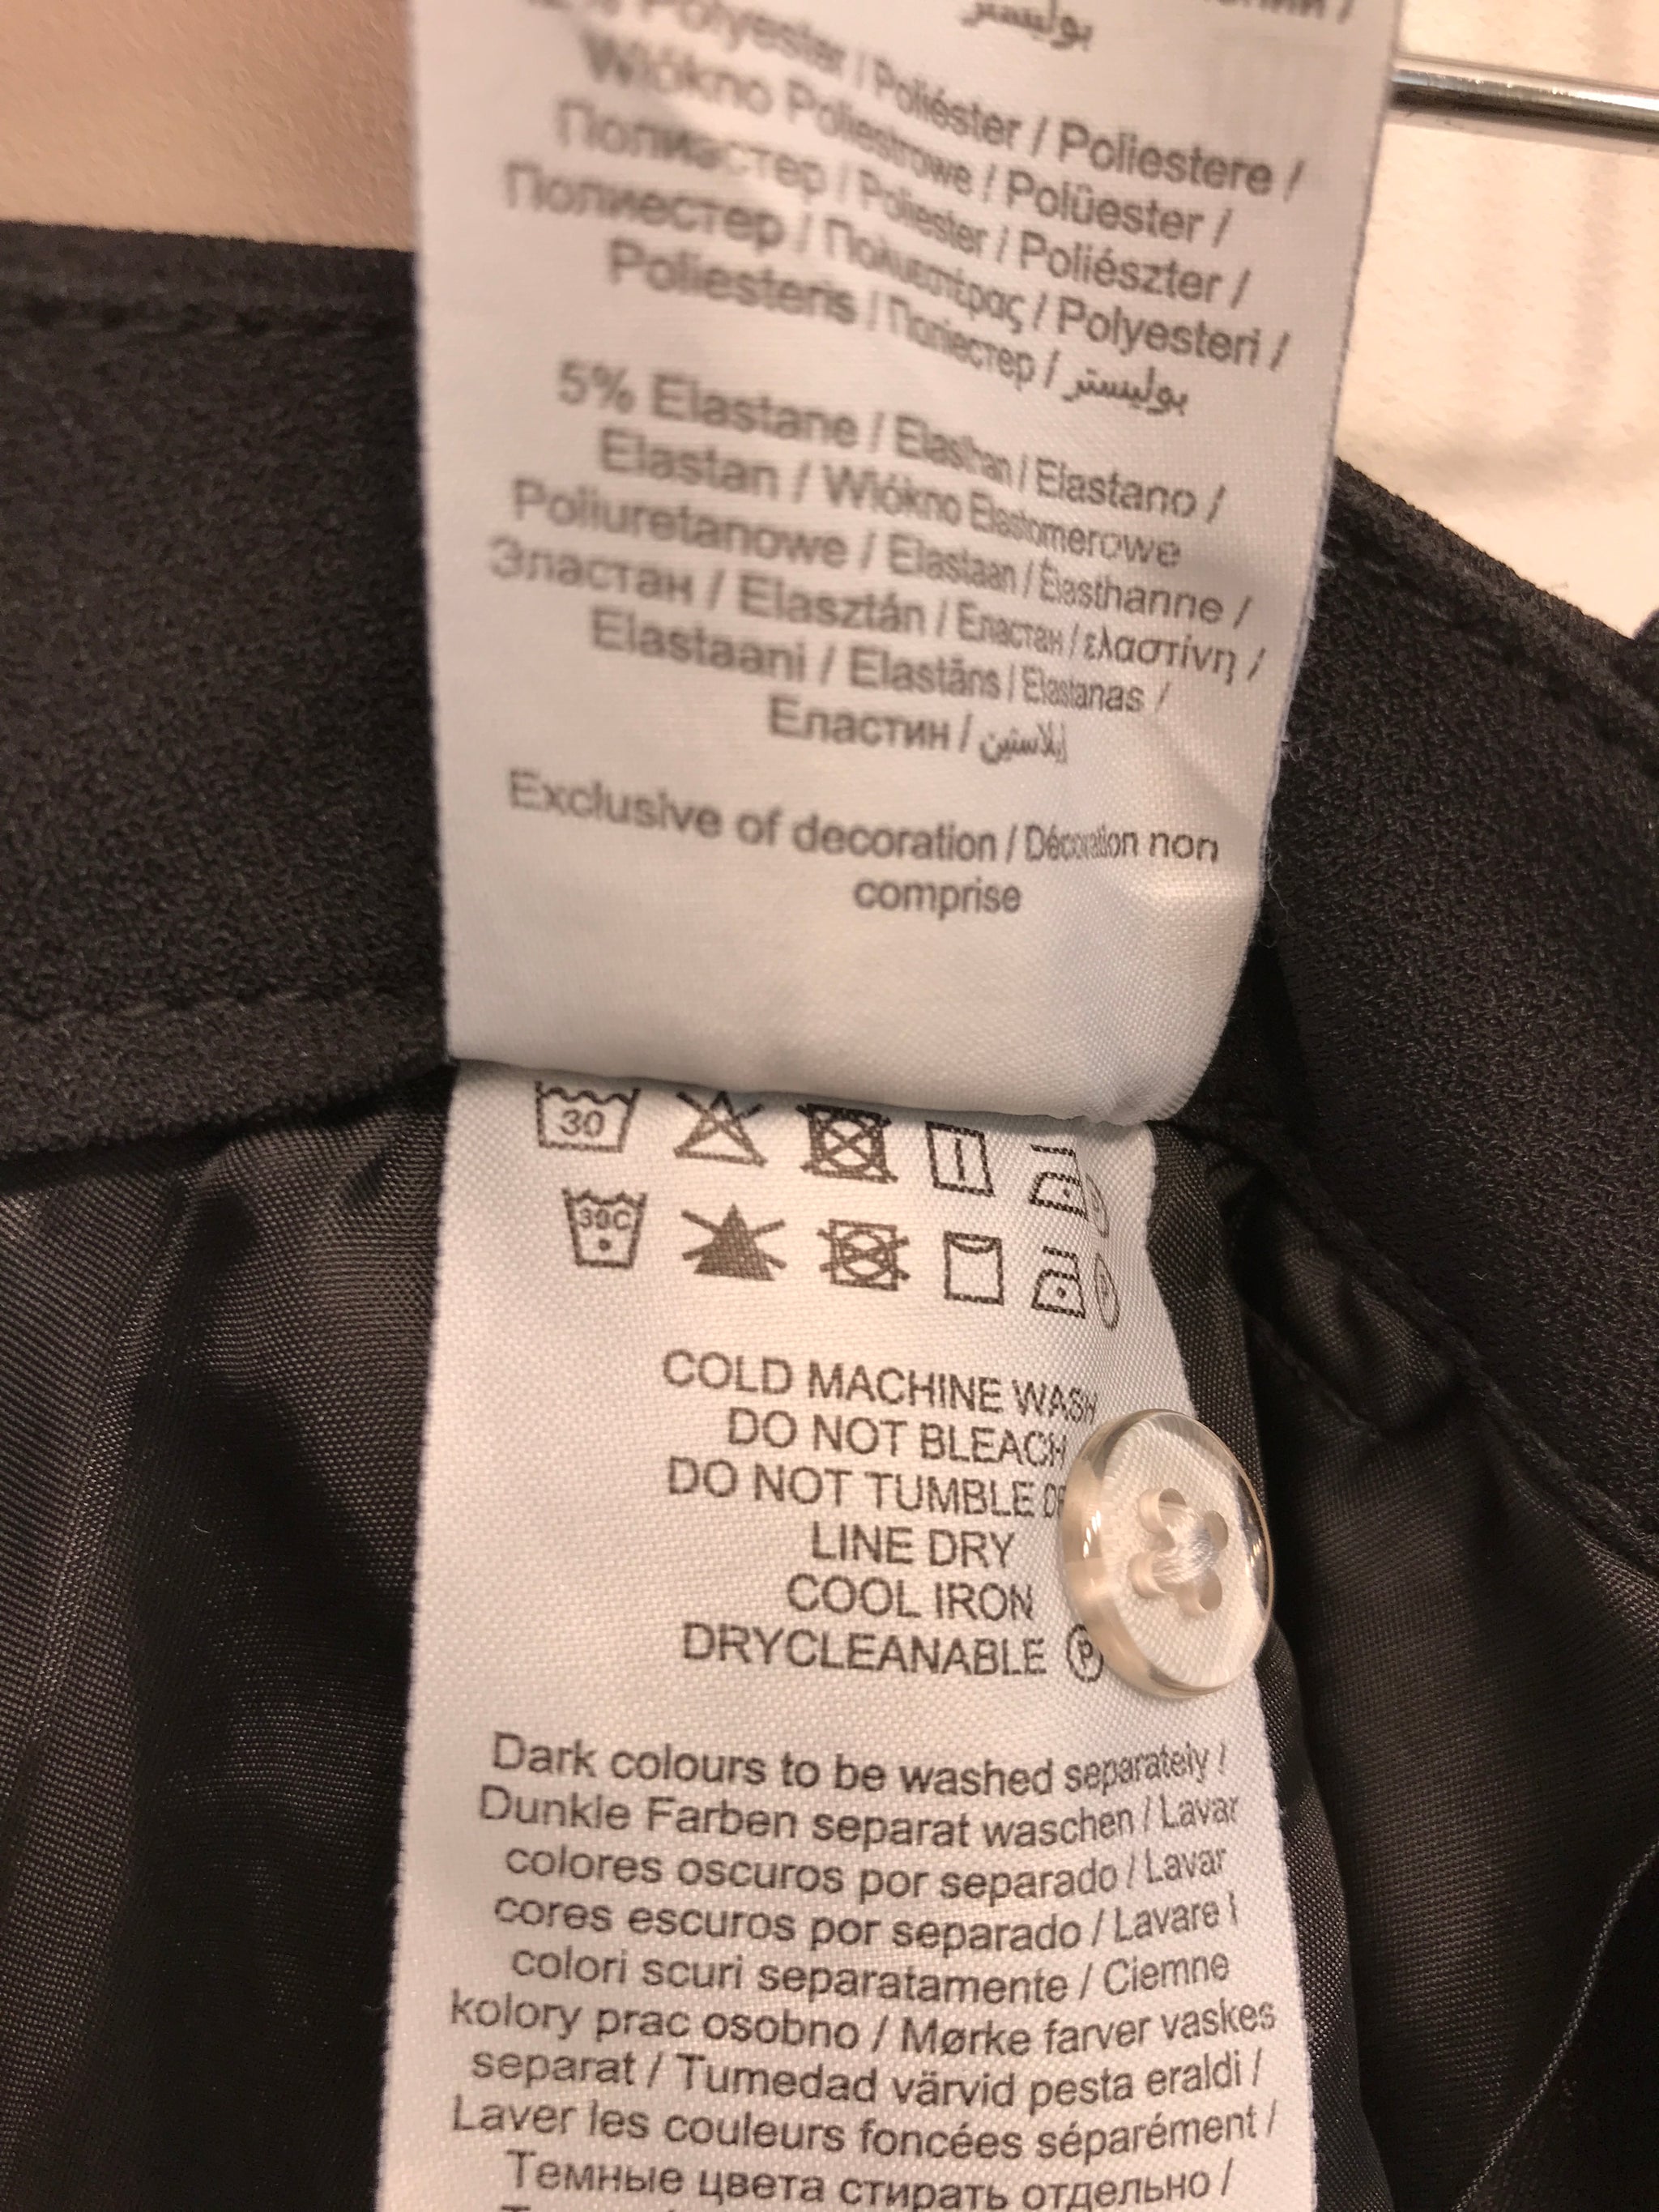 بوليستر
Polyester / Poliéster / Poliestere /
Wlókno Poliestrowe / Polüester /
Полиэстер / Poliester / Poliészter /
Полиестер / Πολυεστέρας / Polyesteri /
Poliesteris / Поліестер / بوليستر
5% Elastane / Elasthan / Elastano /
Elastan / Wlókno Elastomerowe
Poliuretanowe / Elastaan / Élasthanne /
Эластан / Elasztán / Еластан / ελαστίνη /
Elastaani / Elastāns / Elastanas /
Еластин / إيلاستين
Exclusive of decoration / Décoration non
comprise
30
30C
P
COLD MACHINE WASH
DO NOT BLEACH
DO NOT TUMBLE
LINE DRY
COOL IRON
DRYCLEANABLE P
Dark colours to be washed separately /
Dunkle Farben separat waschen / Lavar
colores oscuros por separado / Lavar
cores escuros por separado / Lavare i
colori scuri separatamente / Ciemne
kolory prac osobno / Mørke farver vaskes
separat / Tumedad värvid pesta eraldi /
Laver les couleurs foncées séparément /
Темные цвета стирать отдельно /